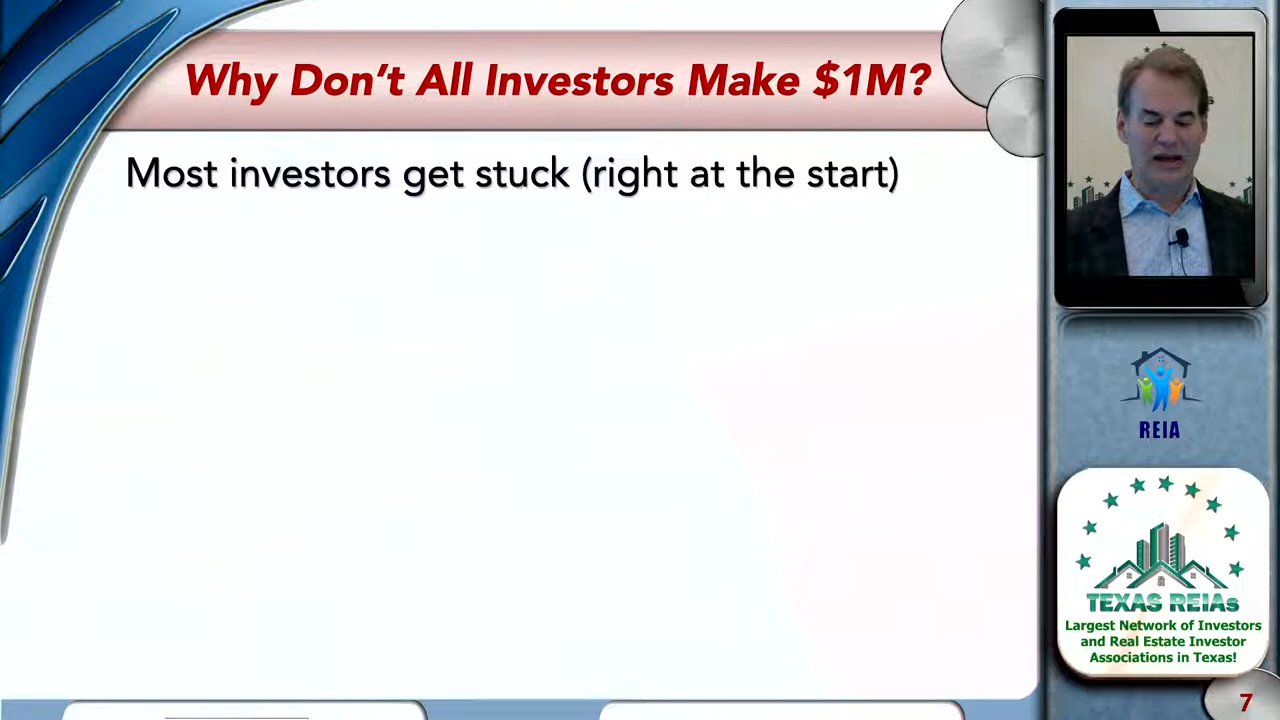 Why Don't All Investors Make $1M?
Most investors get stuck (right at the start)
REIA
TEXAS REIAs
Largest Network of Investors
and Real Estate Investor
Associations in Texas!
7